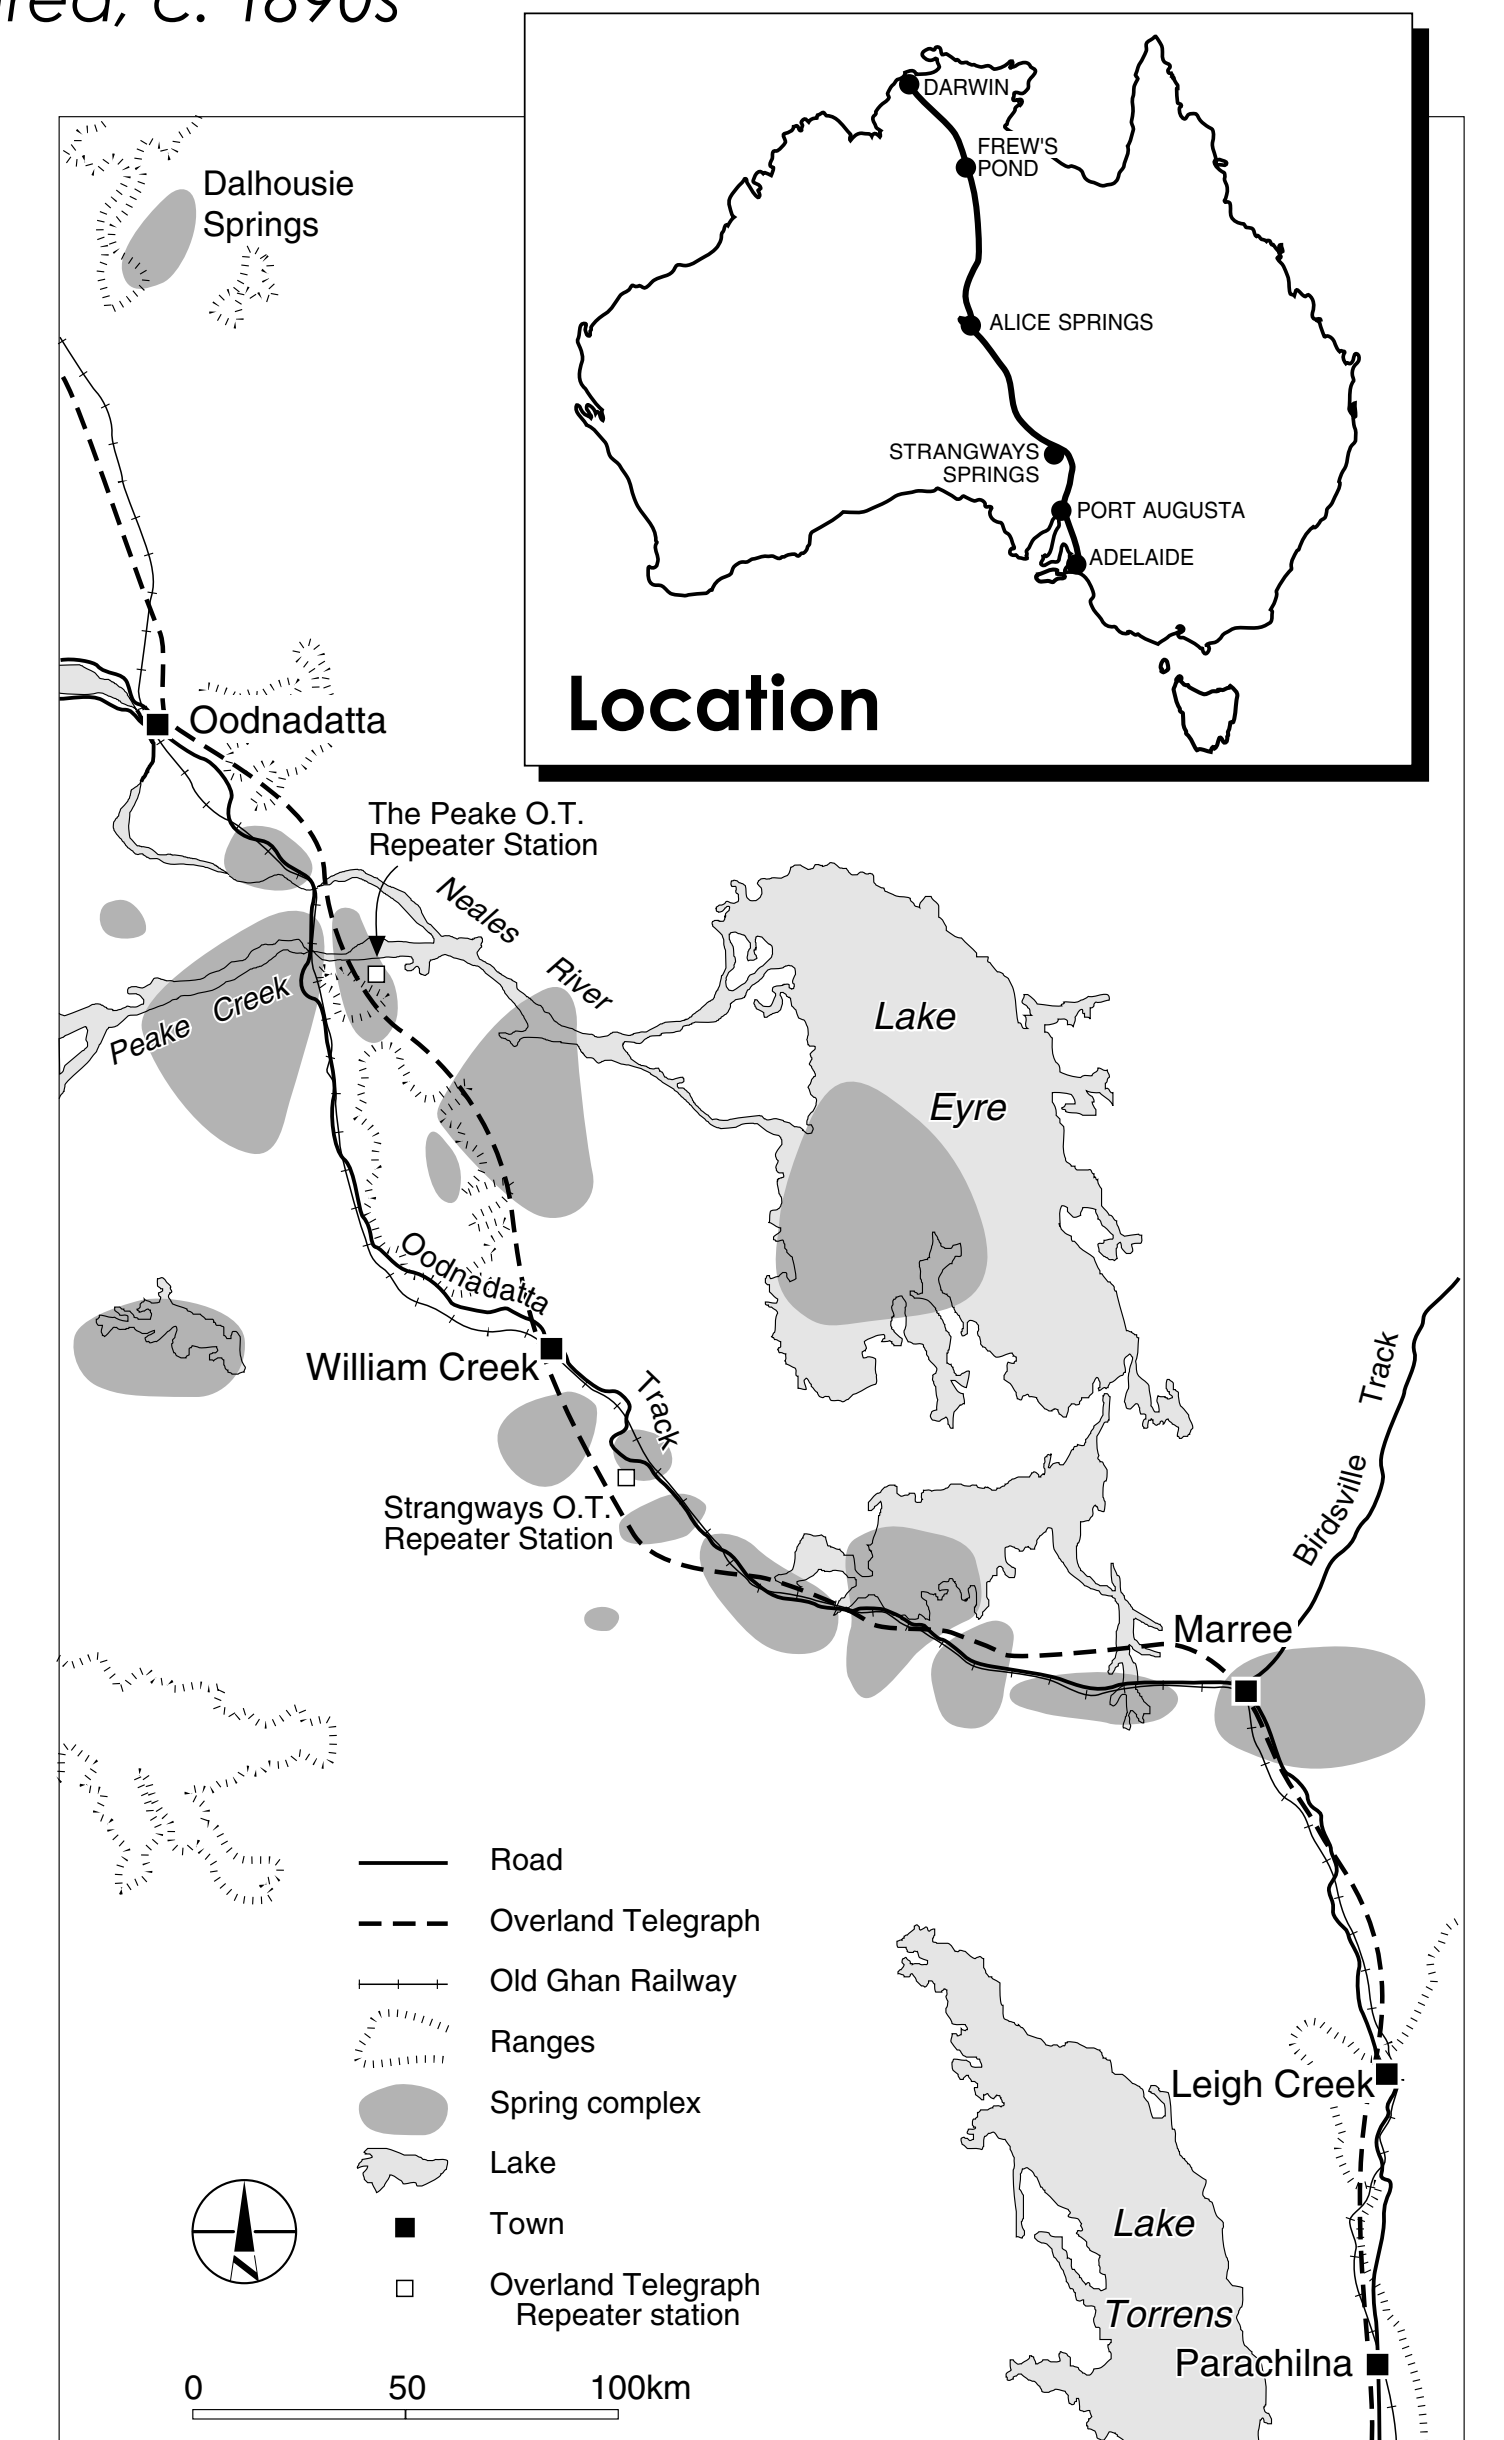 c. 1890s
DARWIN
FREW'S
POND
ALICE SPRINGS
STRANGWAYS
SPRINGS
PORT AUGUSTA
ADELAIDE
Location
Dalhousie
Springs
Oodnadatta
The Peake O.T.
Repeater Station
Neales River
Peake Creek
Lake
Eyre
Oodnadatta Track
William Creek
Strangways O.T.
Repeater Station
Birdsville Track
Marree
Road
Overland Telegraph
Old Ghan Railway
Ranges
Spring complex
Lake
Town
Overland Telegraph
Repeater station
N
0 50 100km
Leigh Creek
Lake
Torrens
Parachilna